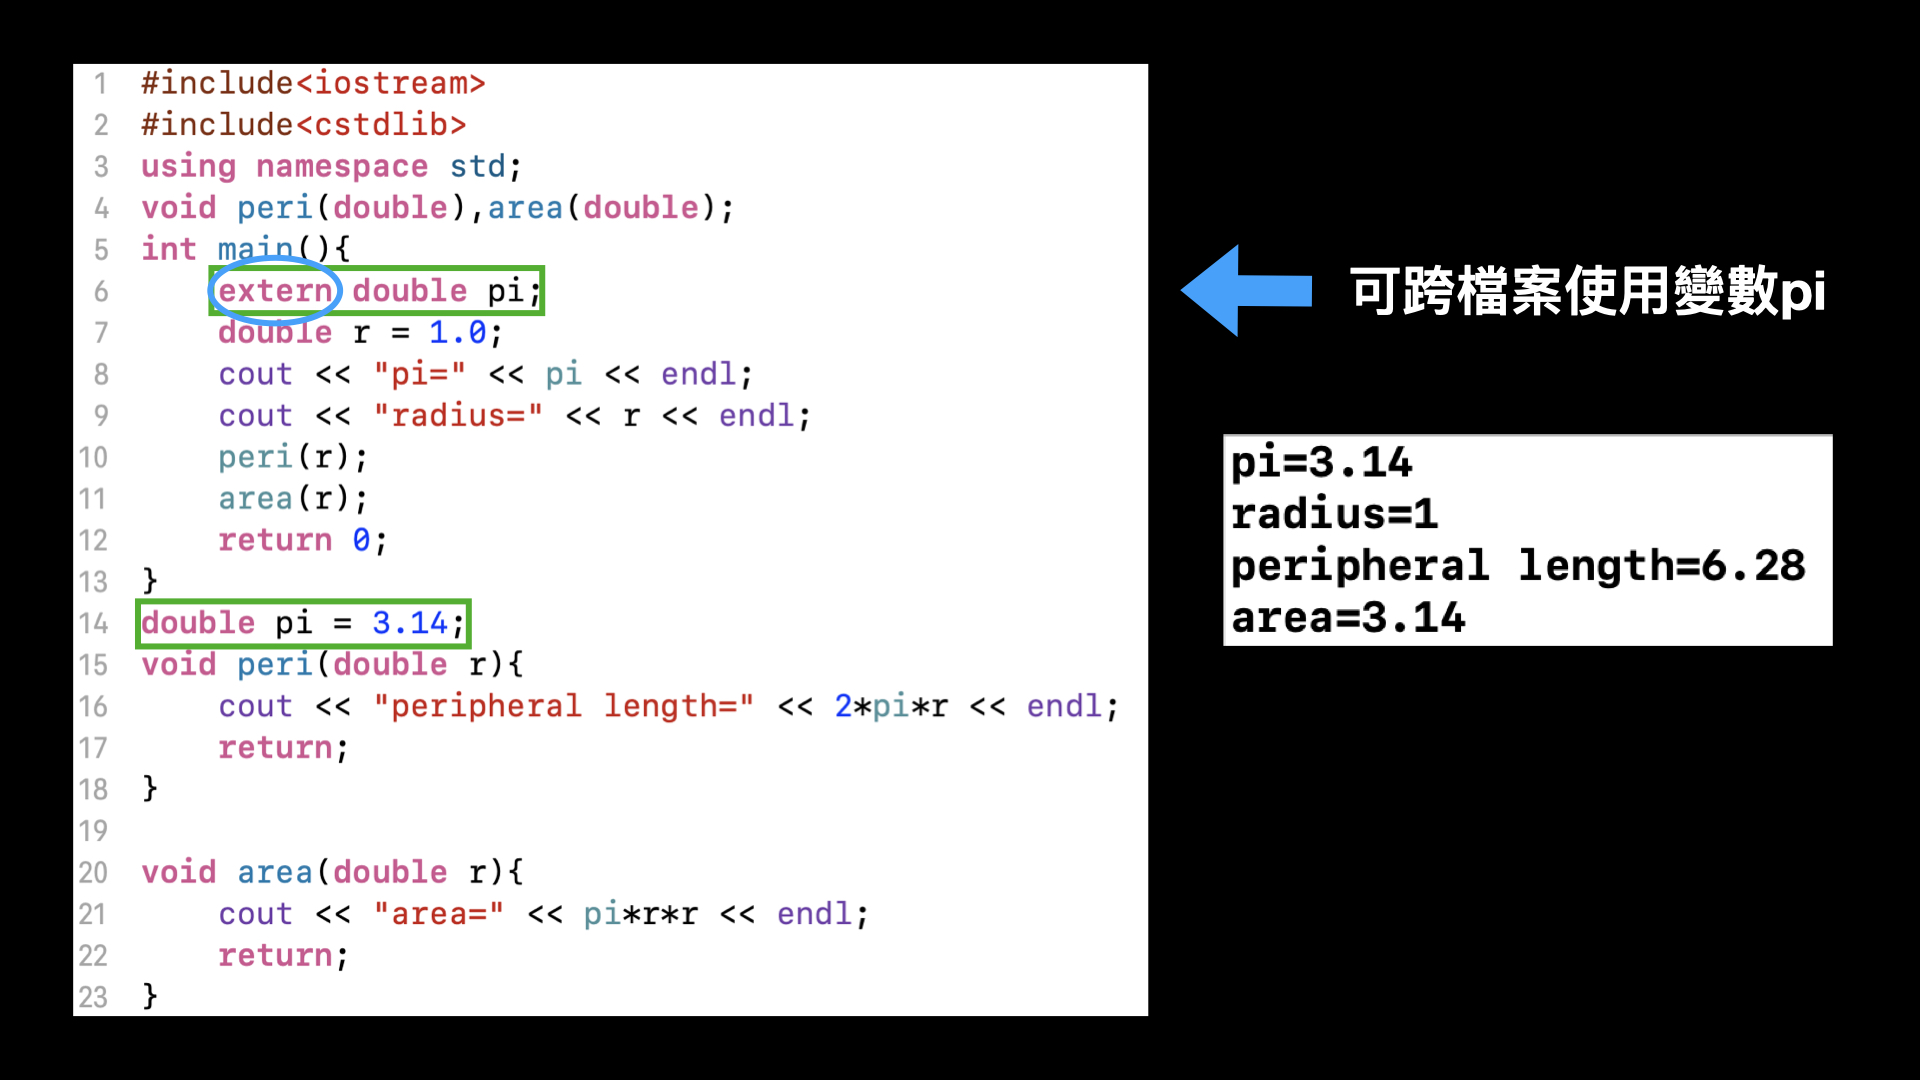 1 #include<iostream>
2 #include<cstdlib>
3 using namespace std;
4 void peri(double),area(double);
5 int main(){
6 extern double pi;
7 double r = 1.0;
8 cout << "pi=" << pi << endl;
9 cout << "radius=" << r << endl;
10 peri(r);
11 area(r);
12 return 0;
13 }
14 double pi = 3.14;
15 void peri(double r){
16 cout << "peripheral length=" << 2*pi*r << endl;
17 return;
18 }
19
20 void area(double r){
21 cout << "area=" << pi*r*r << endl;
22 return;
23 }
可跨檔案使用變數pi
pi=3.14
radius=1
peripheral length=6.28
area=3.14